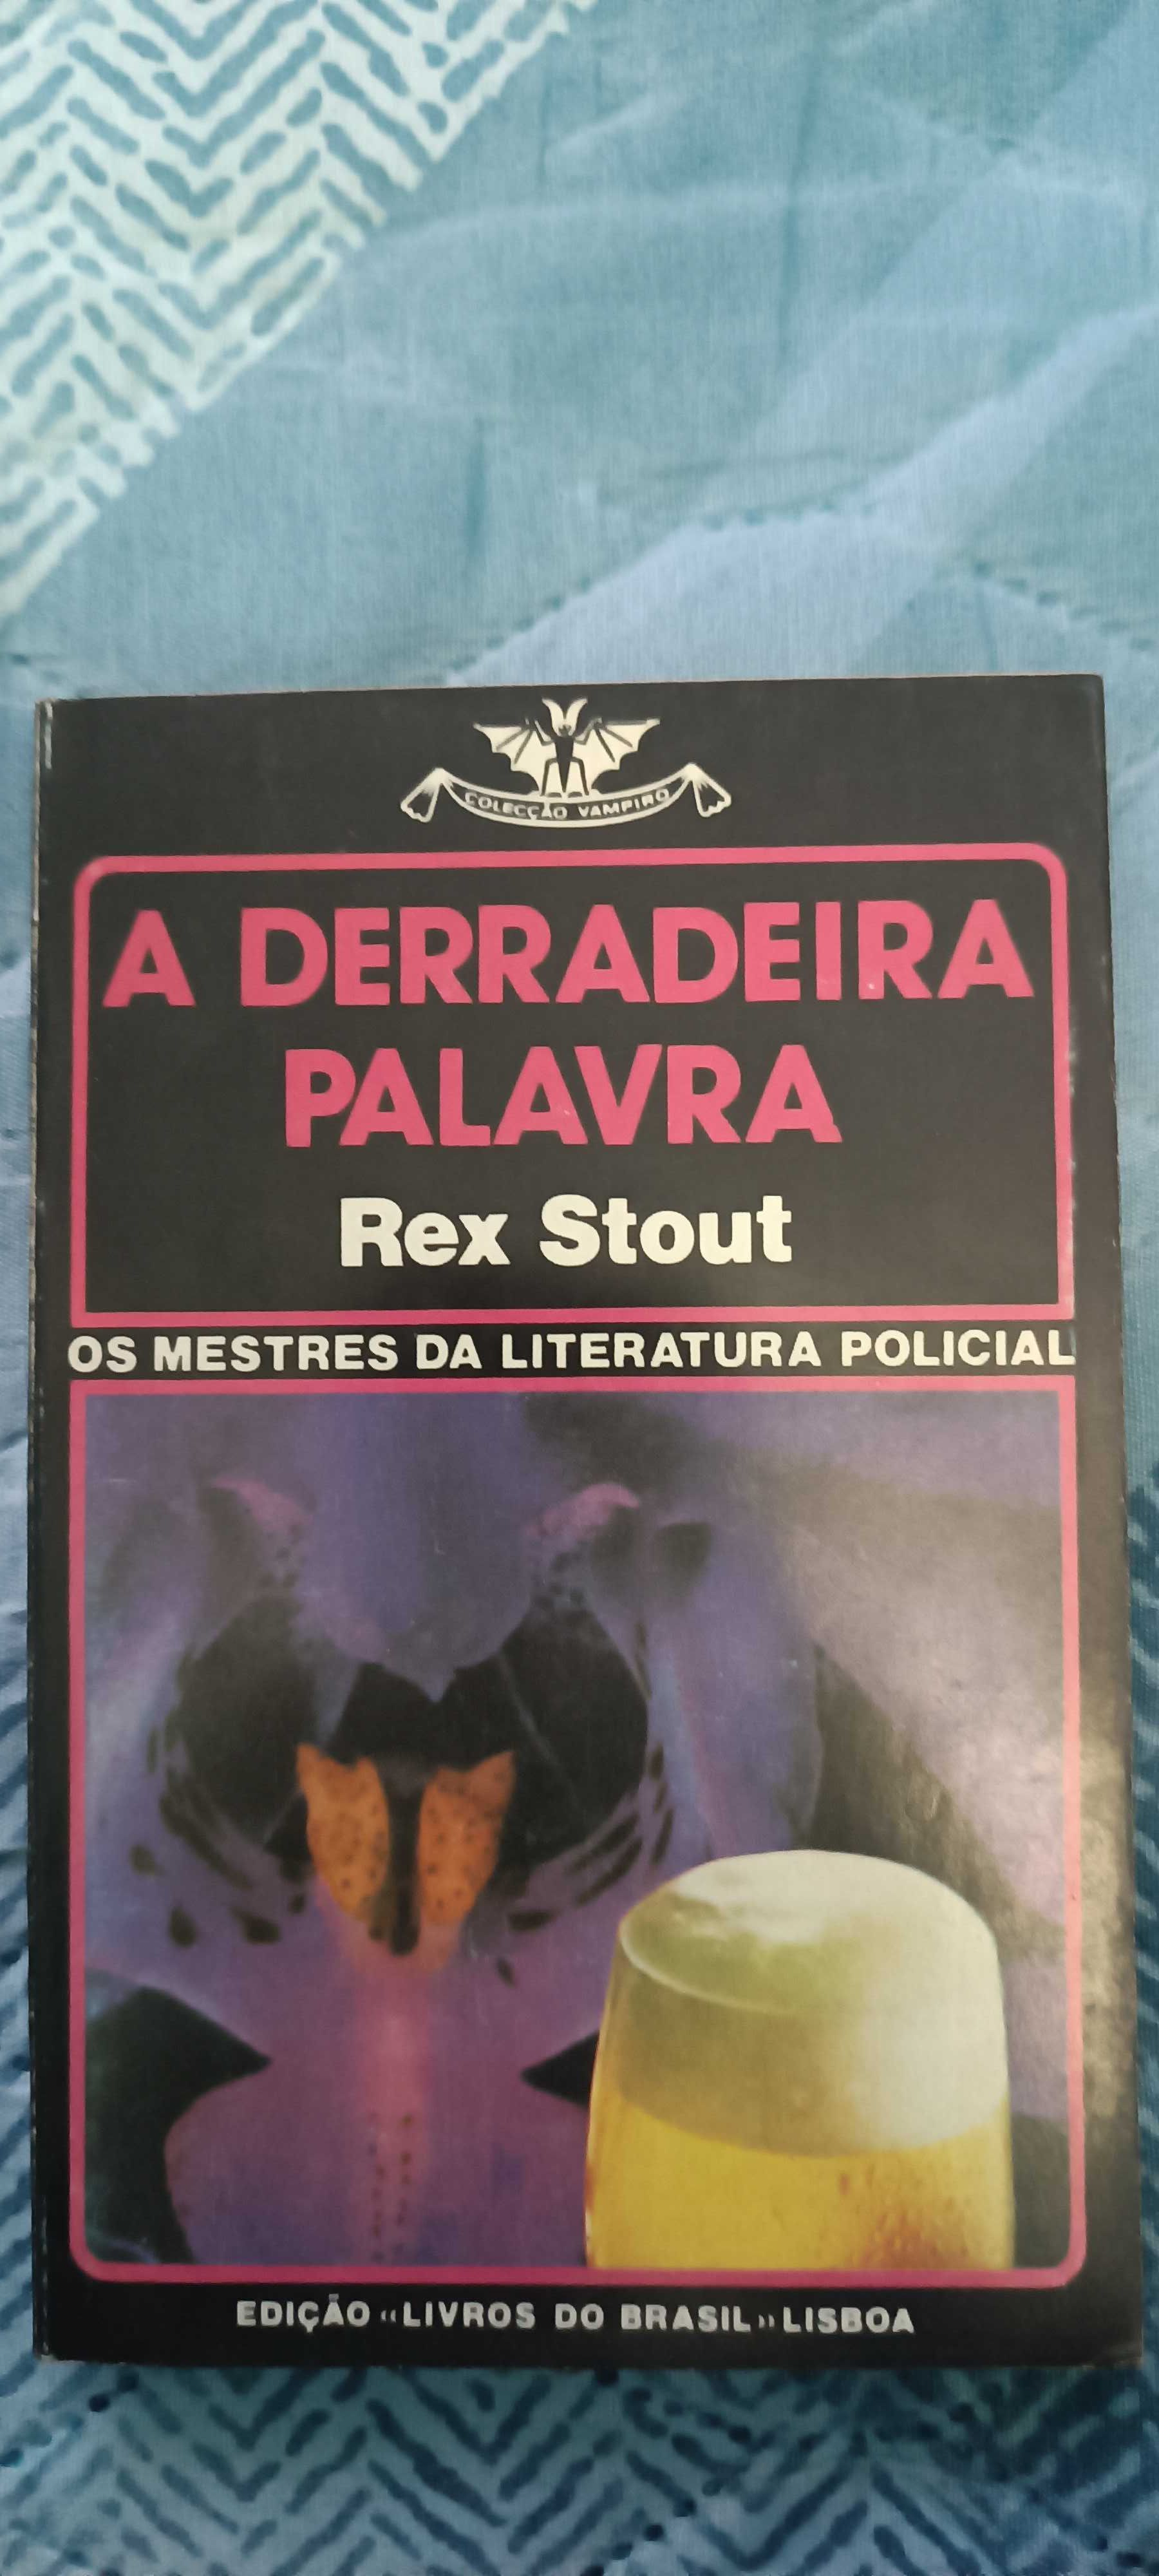 COLECÇÃO VAMPIRO
A DERRADEIRA
PALAVRA
Rex Stout
OS MESTRES DA LITERATURA POLICIAL
EDIÇÃO «LIVROS DO BRASIL» LISBOA